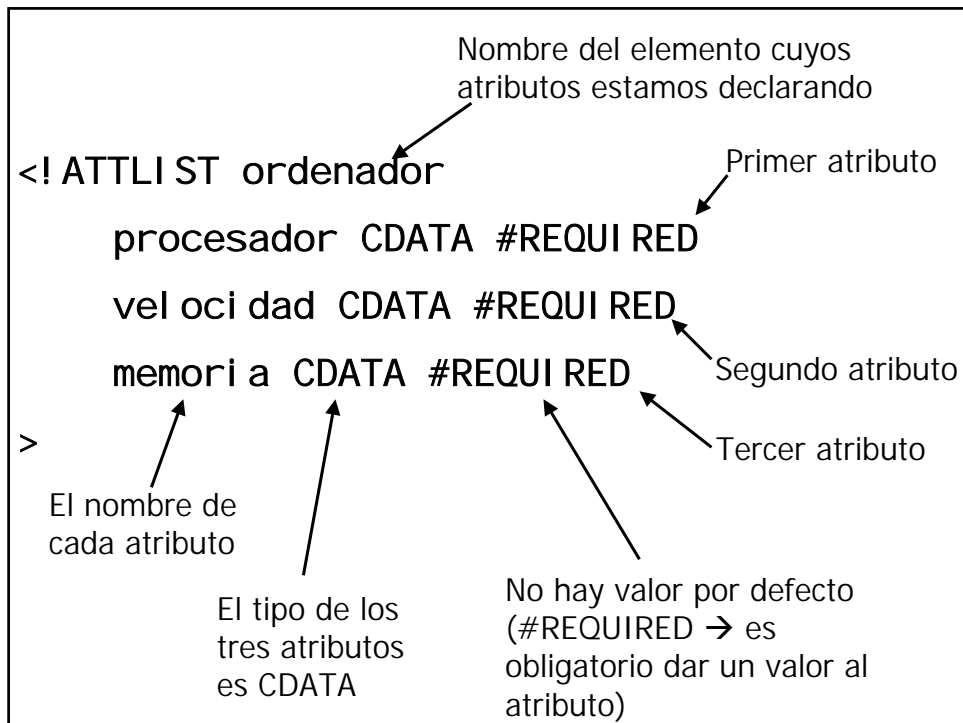 Nombre del elemento cuyos
atributos estamos declarando
<!ATTLIST ordenador
Primer atributo
procesador CDATA #REQUIRED
velocidad CDATA #REQUIRED
Segundo atributo
memoria CDATA #REQUIRED
Tercer atributo
>
El nombre de
cada atributo
El tipo de los
tres atributos
es CDATA
No hay valor por defecto
(#REQUIRED → es
obligatorio dar un valor al
atributo)